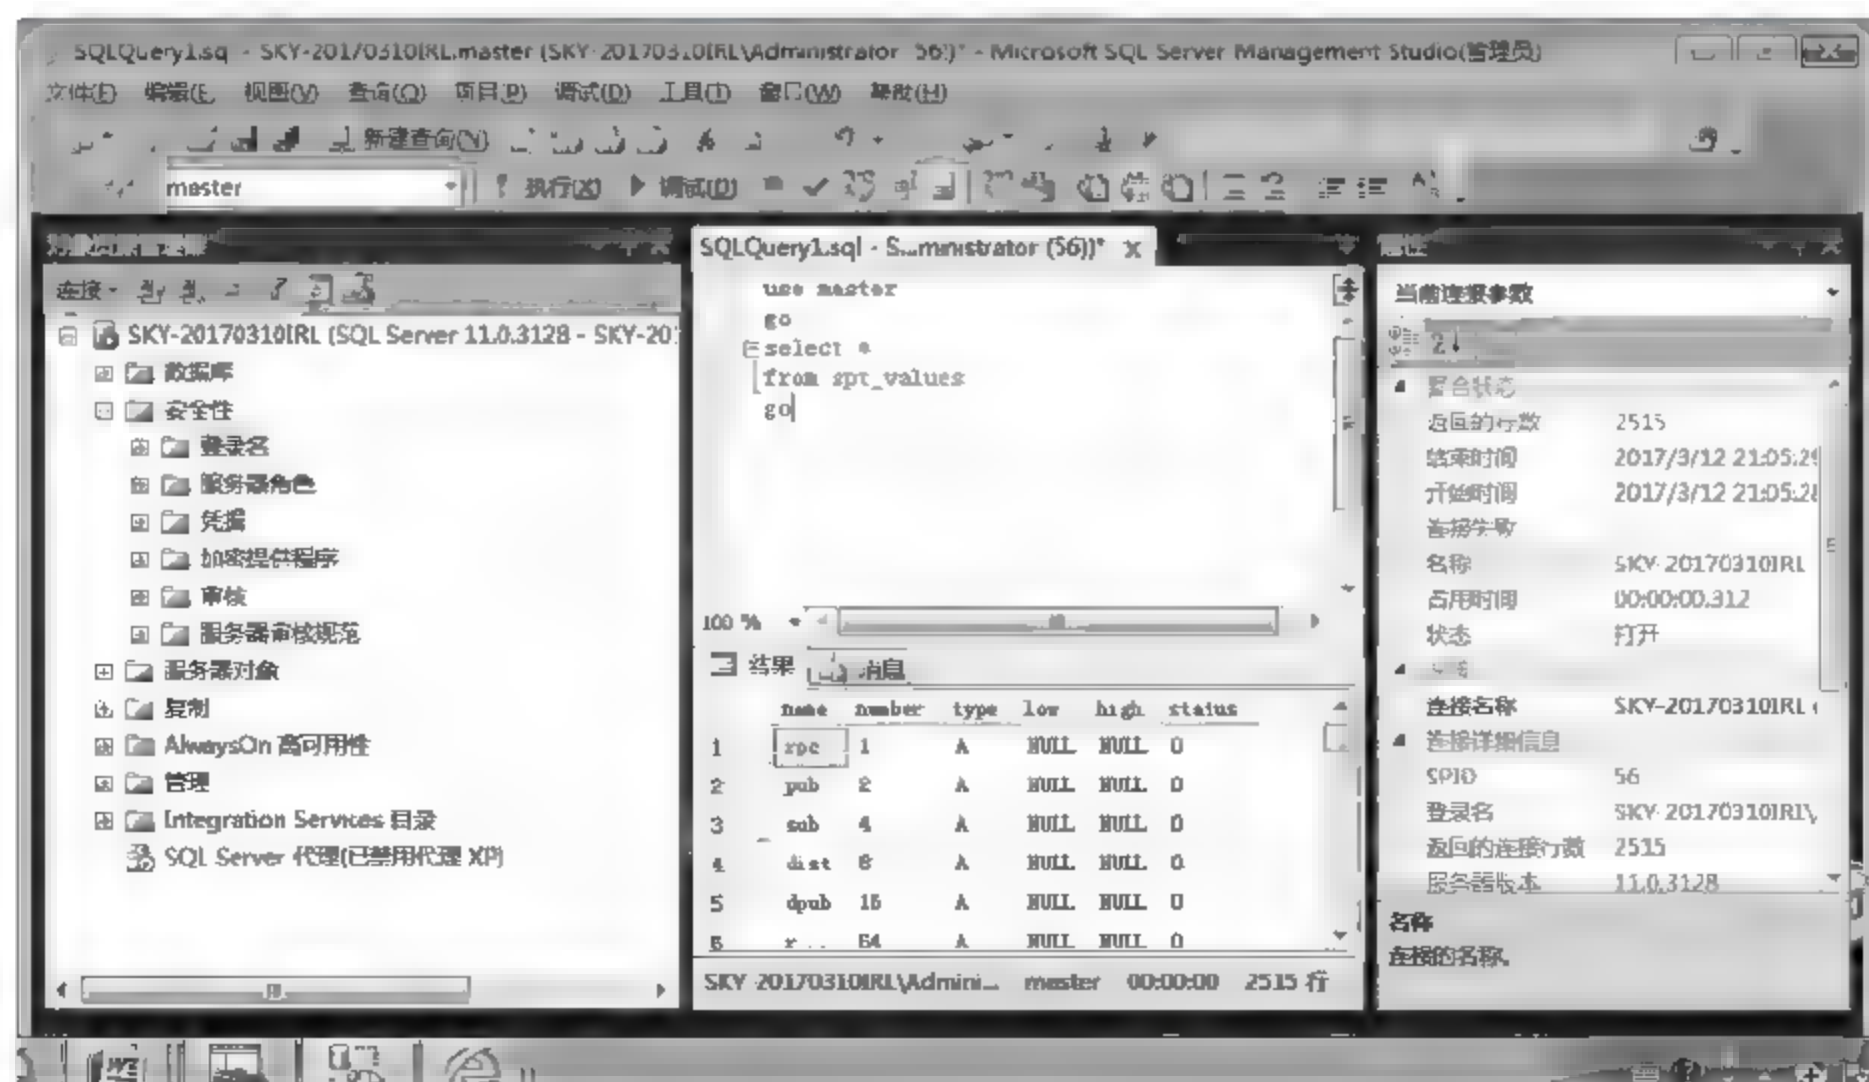 SQLQuery1.sql - SKY-20170310IRL.master (SKY-20170310IRL\Administrator (56))* - Microsoft SQL Server Management Studio(管理员)
文件(F) 编辑(E) 视图(V) 查询(Q) 项目(P) 调试(D) 工具(T) 窗口(W) 帮助(H)
新建查询(N)
master 执行(X) 调试(D)
连接
SKY-20170310IRL (SQL Server 11.0.3128 - SKY-20
数据库
安全性
登录名
服务器角色
凭据
加密提供程序
审核
服务器审核规范
服务器对象
复制
AlwaysOn 高可用性
管理
Integration Services 目录
SQL Server 代理(已禁用代理 XP)
SQLQuery1.sql - S...ministrator (56))* X
use master
go
select *
from spt_values
go
100 %
结果 消息
name number type low high status
1 rpc 1 A NULL NULL 0
2 pub 2 A NULL NULL 0
3 sub 4 A NULL NULL 0
4 dist 8 A NULL NULL 0
5 dpub 16 A NULL NULL 0
6 r... 64 A NULL NULL 0
SKY-20170310IRL\Admini... master 00:00:00 2515 行
属性
当前连接参数
聚合状态
返回的行数 2515
结束时间 2017/3/12 21:05:29
开始时间 2017/3/12 21:05:28
连接失败
名称 SKY-20170310IRL
占用时间 00:00:00.312
状态 打开
连接名称 SKY-20170310IRL (
连接详细信息
SPID 56
登录名 SKY-20170310IRL\
返回的连接行数 2515
服务器版本 11.0.3128
名称
连接的名称。